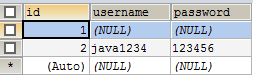 id username password
1 (NULL) (NULL)
2 java1234 123456
* (Auto) (NULL) (NULL)